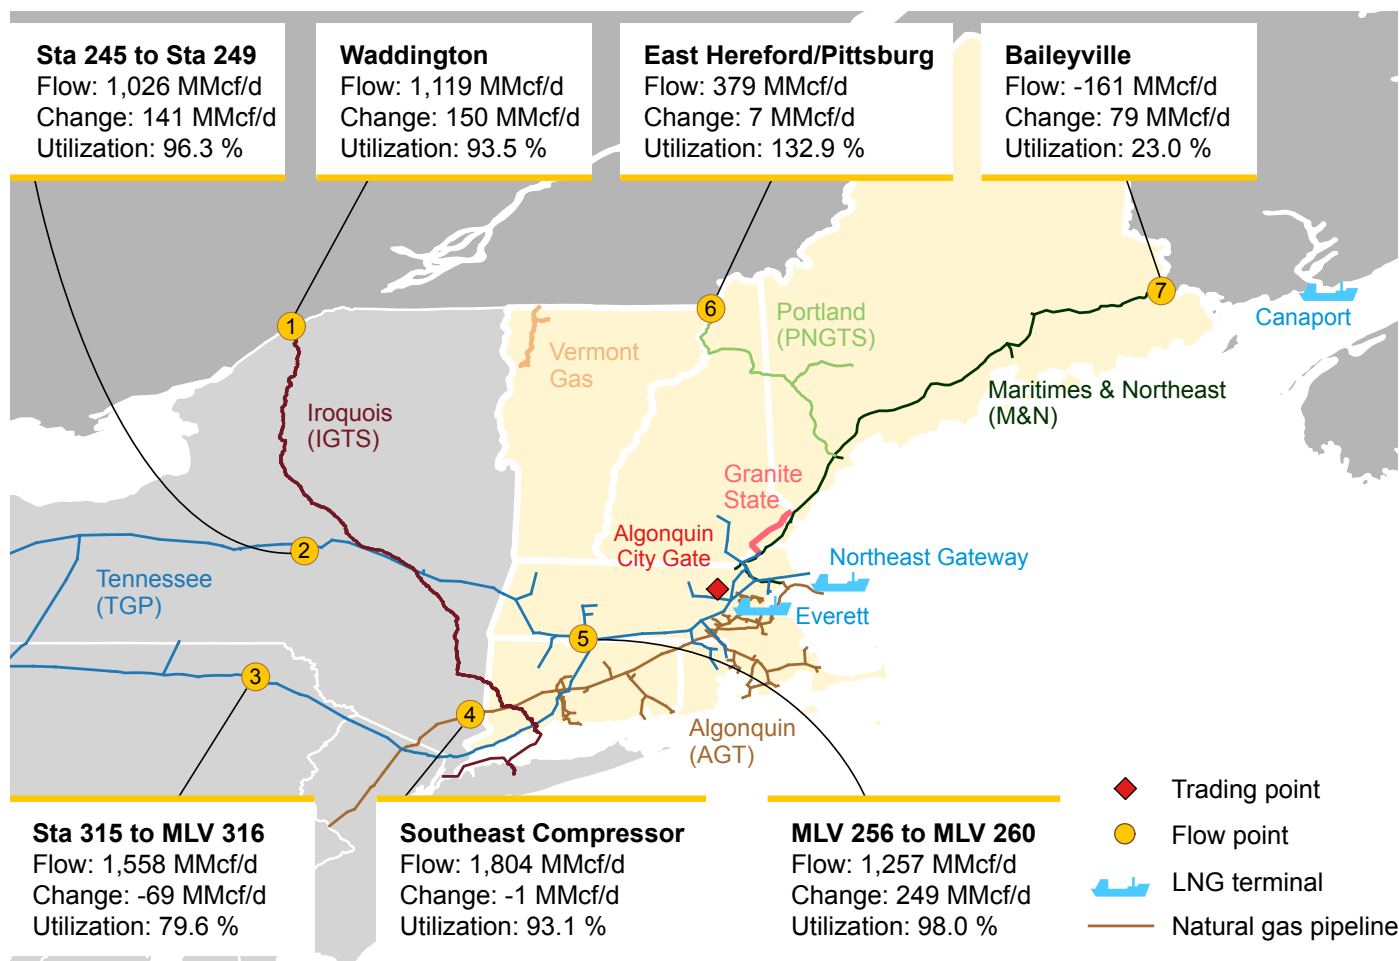 Sta 245 to Sta 249
Flow: 1,026 MMcf/d
Change: 141 MMcf/d
Utilization: 96.3 %
Waddington
Flow: 1,119 MMcf/d
Change: 150 MMcf/d
Utilization: 93.5 %
East Hereford/Pittsburg
Flow: 379 MMcf/d
Change: 7 MMcf/d
Utilization: 132.9 %
Baileyville
Flow: -161 MMcf/d
Change: 79 MMcf/d
Utilization: 23.0 %
7
6
1
Canaport
Portland
(PNGTS)
Vermont
Gas
Maritimes & Northeast
(M&N)
Iroquois
(IGTS)
Granite
State
Algonquin
City Gate
2
Northeast Gateway
Tennessee
(TGP)
Everett
5
3
4
Algonquin
(AGT)
Sta 315 to MLV 316
Flow: 1,558 MMcf/d
Change: -69 MMcf/d
Utilization: 79.6 %
Southeast Compressor
Flow: 1,804 MMcf/d
Change: -1 MMcf/d
Utilization: 93.1 %
MLV 256 to MLV 260
Flow: 1,257 MMcf/d
Change: 249 MMcf/d
Utilization: 98.0 %
Trading point
Flow point
LNG terminal
Natural gas pipeline